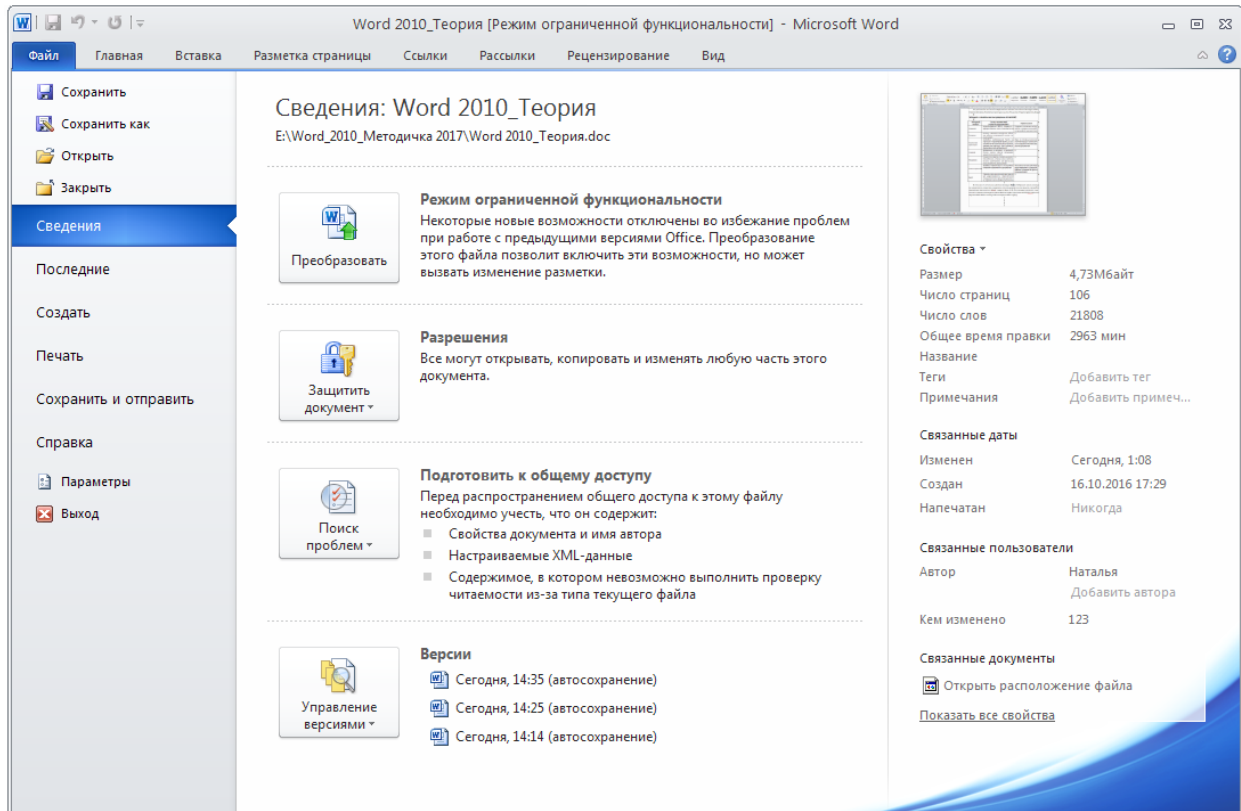 Word 2010_Теория [Режим ограниченной функциональности] - Microsoft Word
Файл Главная Вставка Разметка страницы Ссылки Рассылки Рецензирование Вид
Сохранить
Сохранить как
Открыть
Закрыть
Сведения
Последние
Создать
Печать
Сохранить и отправить
Справка
Параметры
Выход
Сведения: Word 2010_Теория
E:\Word_2010_Методичка 2017\Word 2010_Теория.doc
Преобразовать
Режим ограниченной функциональности
Некоторые новые возможности отключены во избежание проблем
при работе с предыдущими версиями Office. Преобразование
этого файла позволит включить эти возможности, но может
вызвать изменение разметки.
Защитить
документ
Разрешения
Все могут открывать, копировать и изменять любую часть этого
документа.
Поиск
проблем
Подготовить к общему доступу
Перед распространением общего доступа к этому файлу
необходимо учесть, что он содержит:
Свойства документа и имя автора
Настраиваемые XML-данные
Содержимое, в котором невозможно выполнить проверку
читаемости из-за типа текущего файла
Управление
версиями
Версии
Сегодня, 14:35 (автосохранение)
Сегодня, 14:25 (автосохранение)
Сегодня, 14:14 (автосохранение)
Свойства
Размер 4,73Мбайт
Число страниц 106
Число слов 21808
Общее время правки 2963 мин
Название
Теги Добавить тег
Примечания Добавить примеч...
Связанные даты
Изменен Сегодня, 1:08
Создан 16.10.2016 17:29
Напечатан Никогда
Связанные пользователи
Автор Наталья
Добавить автора
Кем изменено 123
Связанные документы
Открыть расположение файла
Показать все свойства